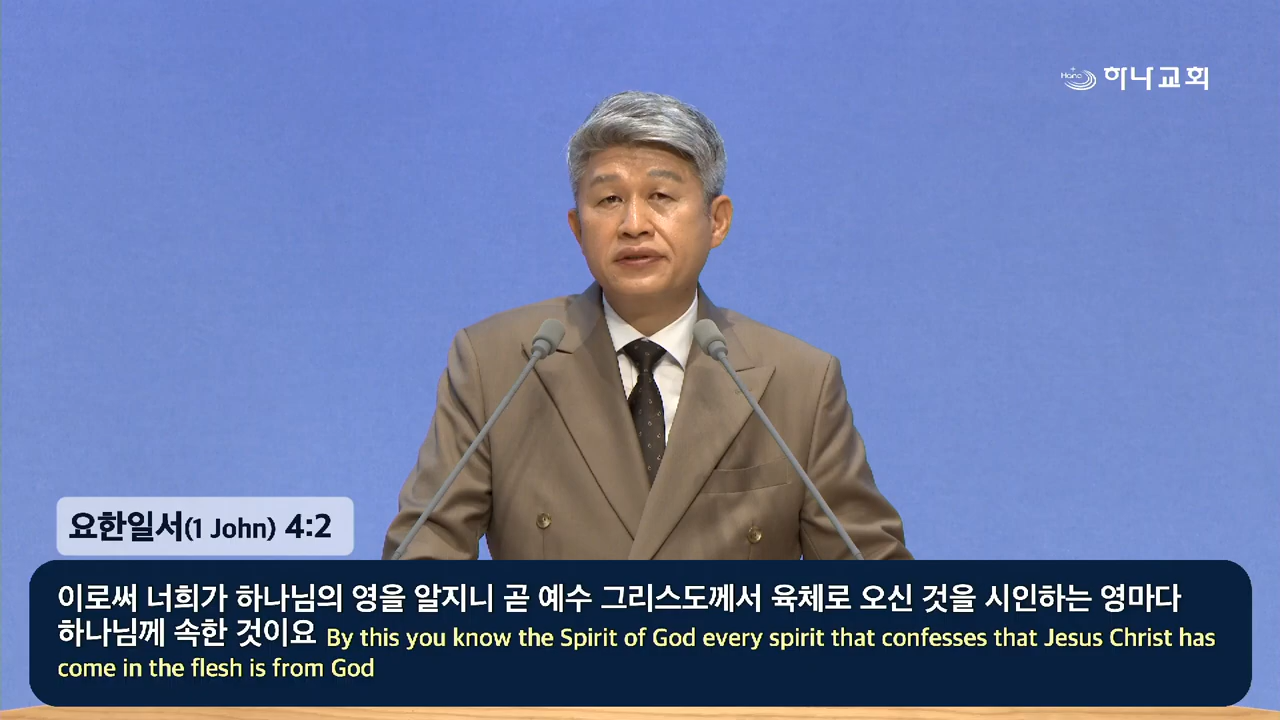 Hana 하나교회
요한일서(1 John) 4:2
이로써 너희가 하나님의 영을 알지니 곧 예수 그리스도께서 육체로 오신 것을 시인하는 영마다
하나님께 속한 것이요 By this you know the Spirit of God every spirit that confesses that Jesus Christ has
come in the flesh is from God